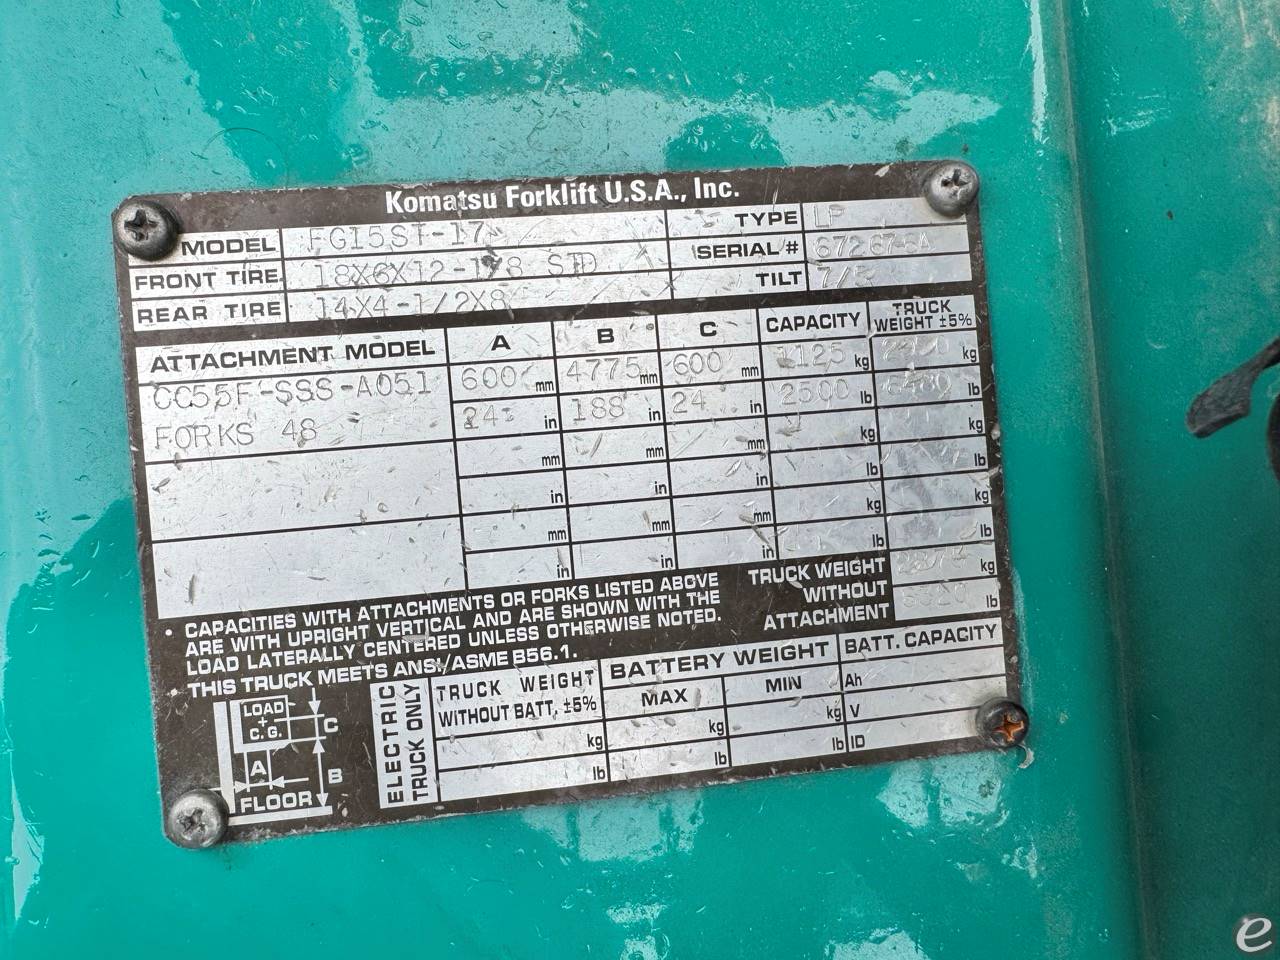 Komatsu Forklift U.S.A., Inc.
MODEL FG15ST-17 TYPE LP
FRONT TIRE 18X6X12-1/8 STD SERIAL #
REAR TIRE 14X4-1/2X8 TILT
ATTACHMENT MODEL A B C CAPACITY TRUCK WEIGHT ±5%
CC55F-SSS-A051 600 mm 4775 mm 600 mm 1125 kg kg
FORKS 48 24 in 188 in 24 in 2500 lb lb
mm mm mm kg kg
in in in lb lb
mm mm mm kg kg
in in in lb lb
TRUCK WEIGHT WITHOUT ATTACHMENT kg
lb
• CAPACITIES WITH ATTACHMENTS OR FORKS LISTED ABOVE
ARE WITH UPRIGHT VERTICAL AND ARE SHOWN WITH THE
LOAD LATERALLY CENTERED UNLESS OTHERWISE NOTED.
THIS TRUCK MEETS ANSI/ASME B56.1.
LOAD
+
C.G.
C
A
B
FLOOR
ELECTRIC
TRUCK ONLY
TRUCK WEIGHT
WITHOUT BATT. ±5%
kg
lb
BATTERY WEIGHT
MAX MIN
kg kg
lb lb
BATT. CAPACITY
Ah
V
ID
e